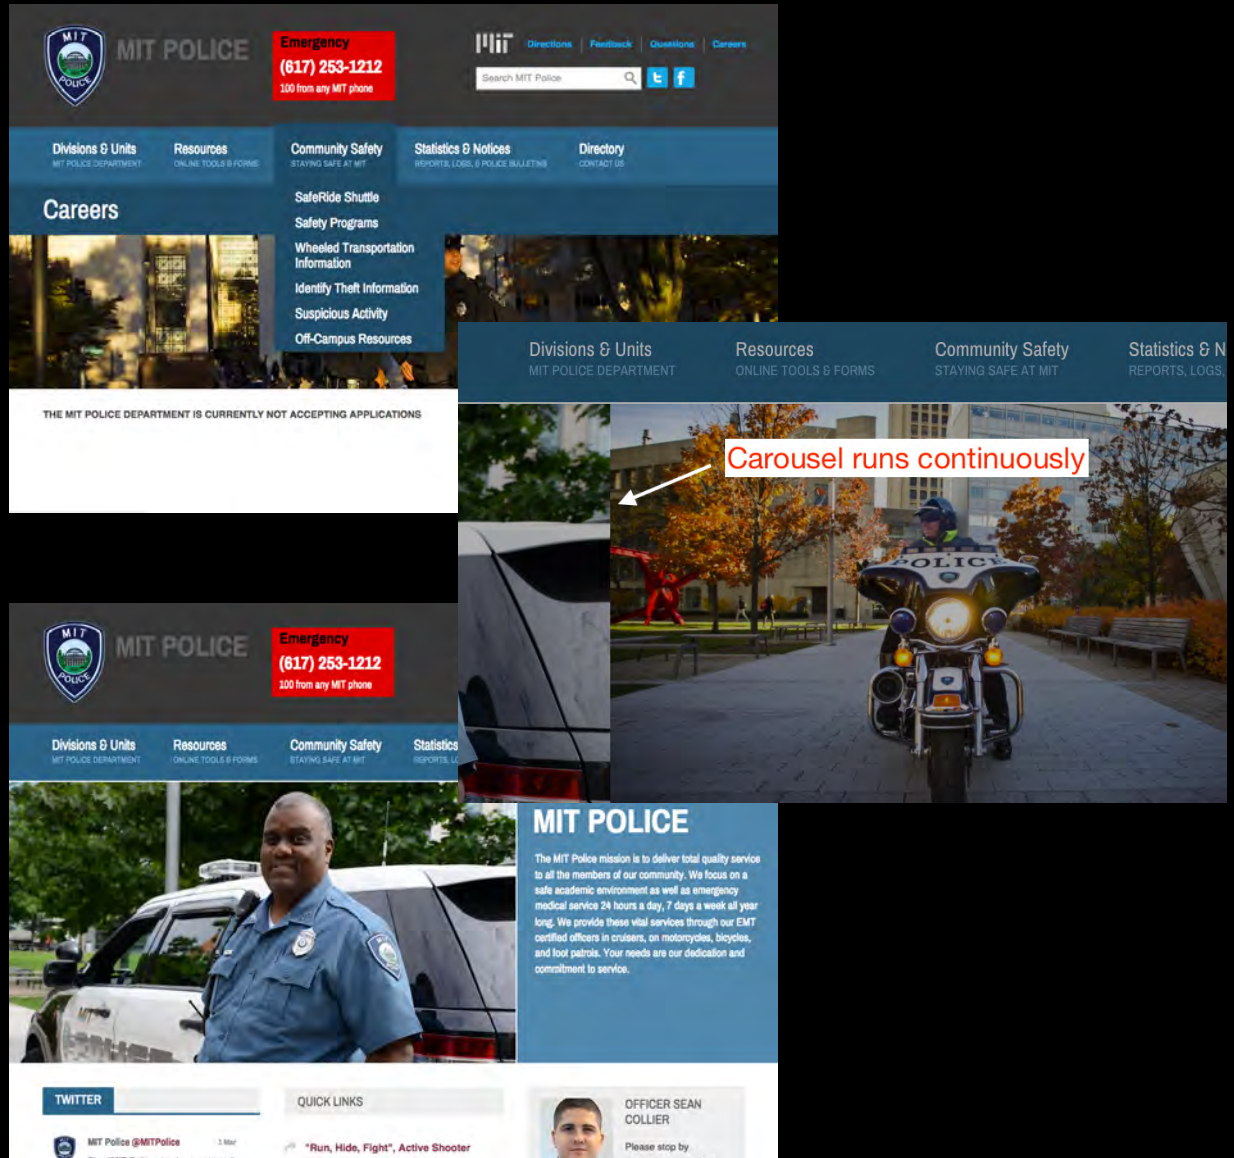 MIT
POLICE
MIT POLICE
Emergency
(617) 253-1212
100 from any MIT phone
MIT
Directions
Feedback
Questions
Careers
Search MIT Police
Divisions & Units
MIT POLICE DEPARTMENT
Resources
ONLINE TOOLS & FORMS
Community Safety
STAYING SAFE AT MIT
Statistics & Notices
REPORTS, LOGS, & POLICE BULLETINS
Directory
CONTACT US
Careers
SafeRide Shuttle
Safety Programs
Wheeled Transportation
Information
Identify Theft Information
Suspicious Activity
Off-Campus Resources
THE MIT POLICE DEPARTMENT IS CURRENTLY NOT ACCEPTING APPLICATIONS
Divisions & Units
MIT POLICE DEPARTMENT
Resources
ONLINE TOOLS & FORMS
Community Safety
STAYING SAFE AT MIT
Statistics & N
REPORTS, LOGS,
Carousel runs continuously
POLICE
MIT
POLICE
MIT POLICE
Emergency
(617) 253-1212
100 from any MIT phone
Divisions & Units
MIT POLICE DEPARTMENT
Resources
ONLINE TOOLS & FORMS
Community Safety
STAYING SAFE AT MIT
Statistics
REPORTS, LO
MIT POLICE
The MIT Police mission is to deliver total quality service
to all the members of our community. We focus on a
safe academic environment as well as emergency
medical service 24 hours a day, 7 days a week all year
long. We provide these vital services through our EMT
certified officers in cruisers, on motorcycles, bicycles,
and foot patrols. Your needs are our dedication and
commitment to service.
TWITTER
MIT Police @MITPolice
1 Mar
QUICK LINKS
"Run, Hide, Fight", Active Shooter
OFFICER SEAN
COLLIER
Please stop by